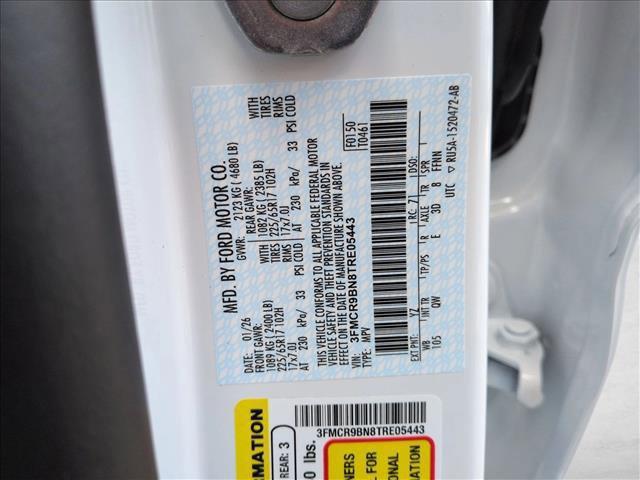 MFD. BY FORD MOTOR CO.
DATE: 01/26 GVWR: 2123 KG ( 4680 LB)
FRONT GAWR: REAR GAWR:
1089 KG ( 2400 LB) 1082 KG ( 2385 LB)
225/65R17 102H WITH TIRES 225/65R17 102H WITH TIRES
17x7.0J RIMS 17x7.0J RIMS
AT 230 kPa/ 33 PSI COLD AT 230 kPa/ 33 PSI COLD
THIS VEHICLE CONFORMS TO ALL APPLICABLE FEDERAL MOTOR
VEHICLE SAFETY AND THEFT PREVENTION STANDARDS IN
EFFECT ON THE DATE OF MANUFACTURE SHOWN ABOVE.
VIN: 3FMCR9BN8TRE05443
TYPE: MPV
F0150
T0461
EXT PNT: YZ RC: 71 DSO:
WB INT TR TP/PS R AXLE TR SPR
105 QW E 3D 8 FFNN
UTC ▽ RU5A-1520472-AB
3FMCR9BN8TRE05443
REAR: 3